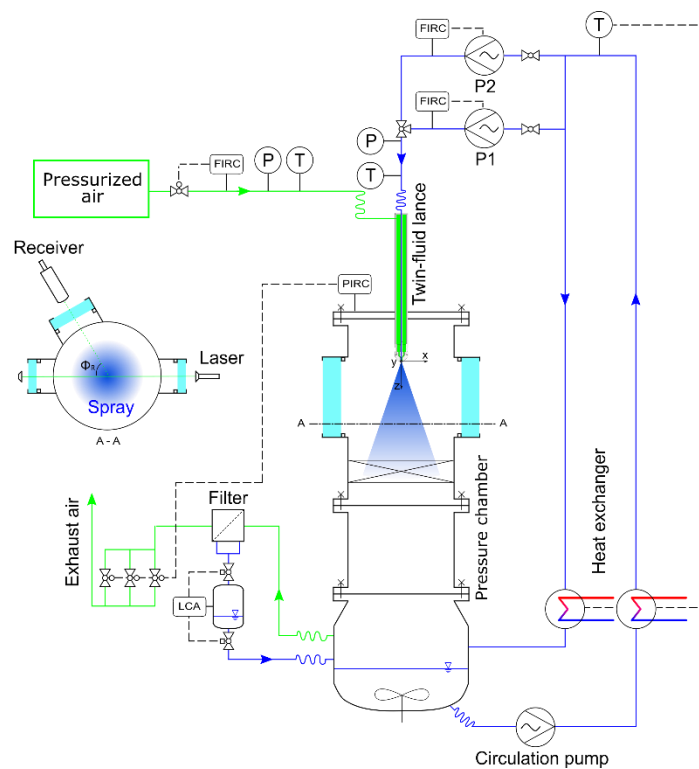 FIRC
T
P2
FIRC
P1
P
T
Pressurized
air
FIRC
P
T
Twin-fluid lance
Receiver
PIRC
Laser
Φ
Spray
A - A
x
y
z
A
A
Filter
Exhaust air
LCA
Pressure chamber
Heat exchanger
Circulation pump